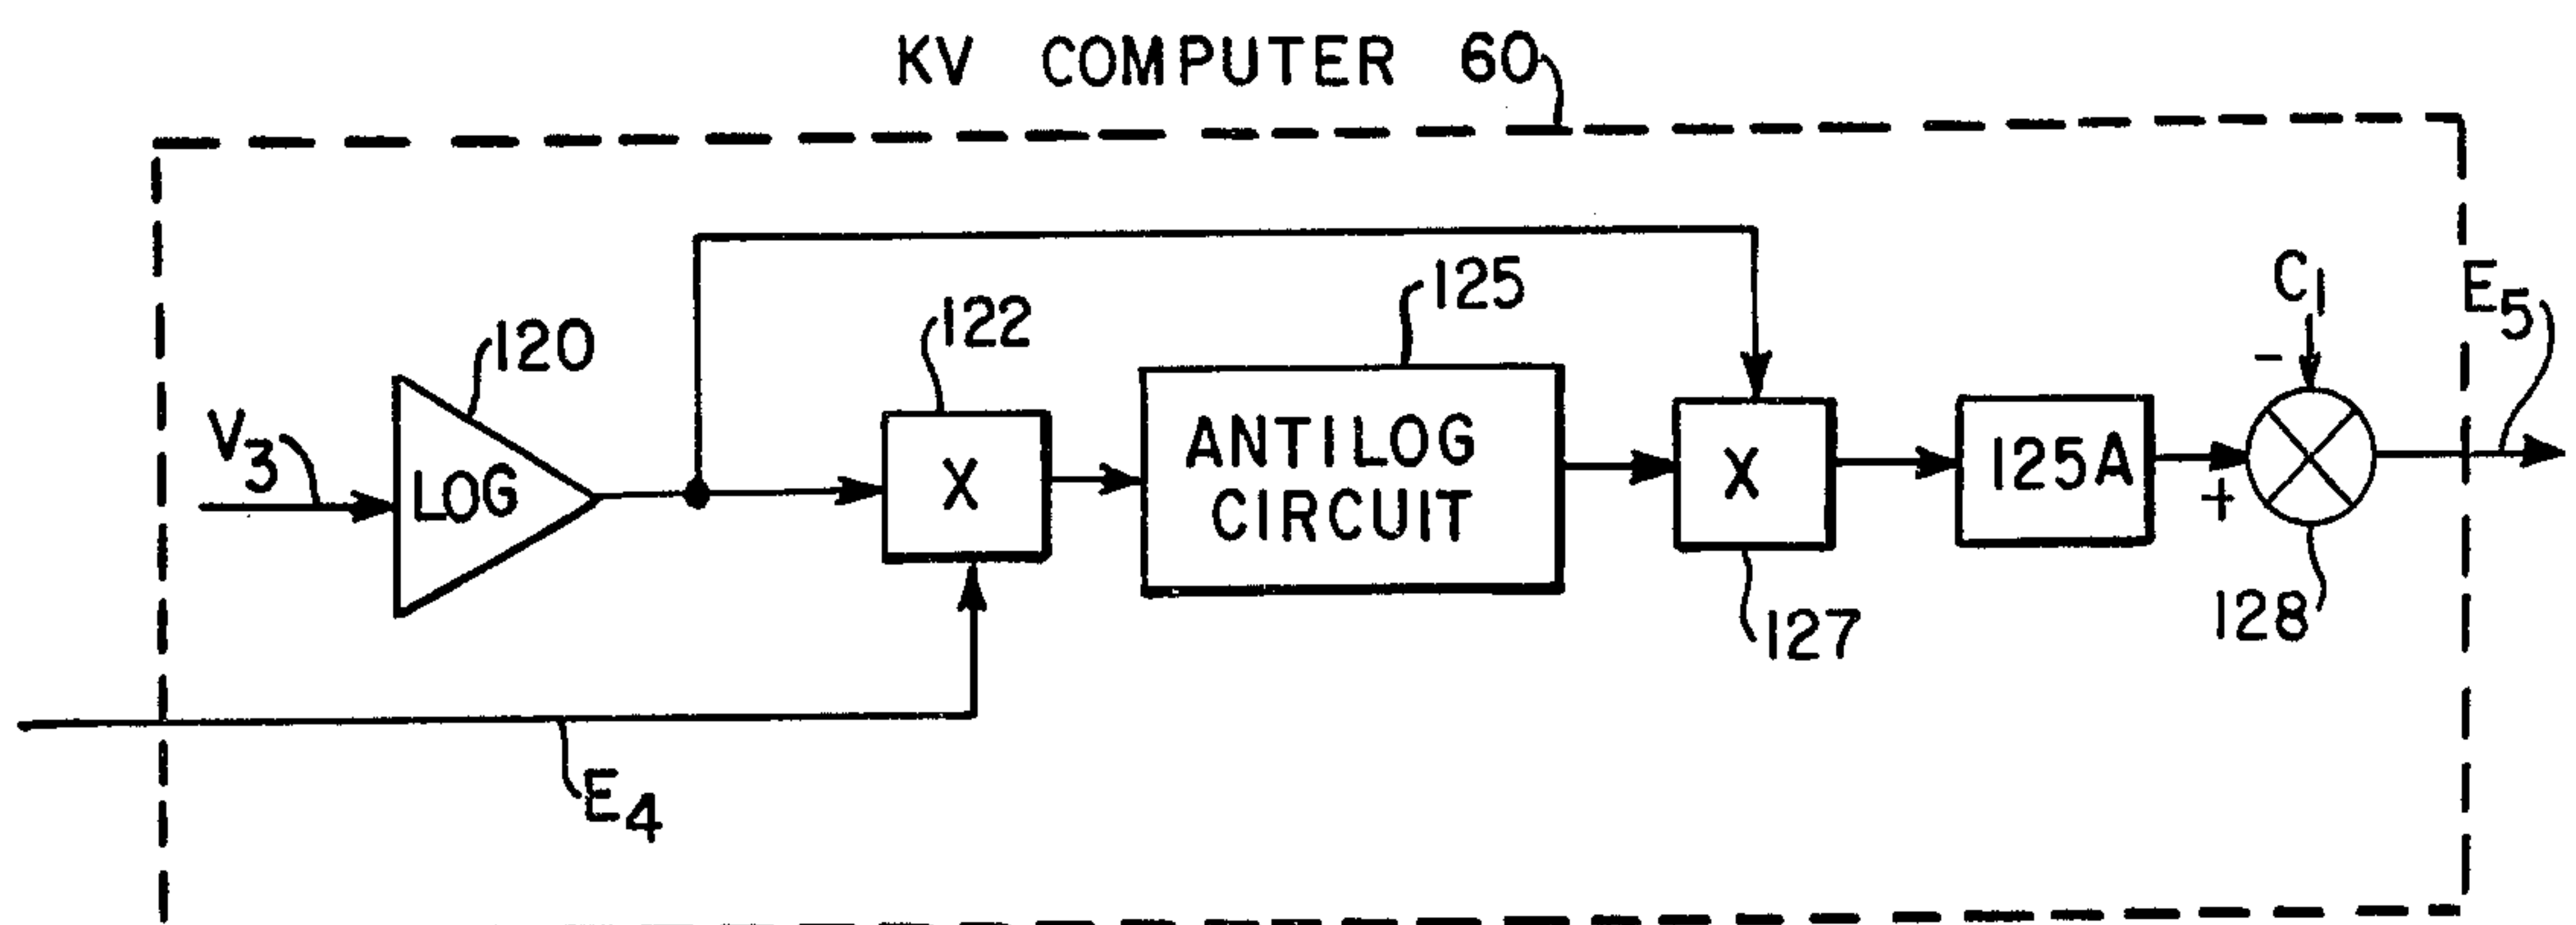 KV COMPUTER 60
120
122
125
C1
E5
V3
LOG
X
ANTILOG
CIRCUIT
X
125A
-
+
127
128
E4